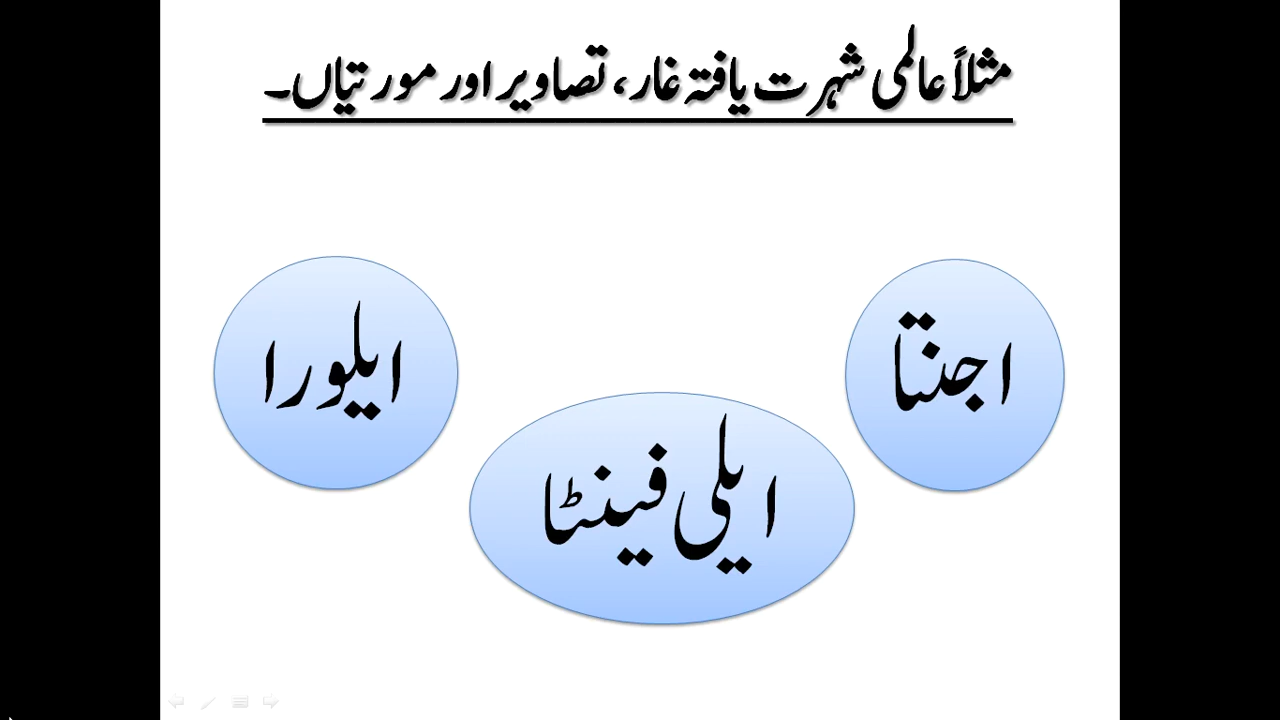 مثلاً عالمی شہرت یافتہ غار، تصاویر اور مورتیاں۔
اجنتا
ایلی فینٹا
ایلورا